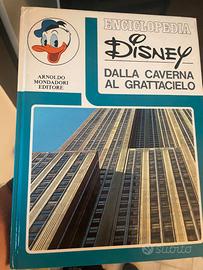 ENCICLOPEDIA
DISNEY
DALLA CAVERNA
AL GRATTACIELO
ARNOLDO
MONDADORI
EDITORE
subito